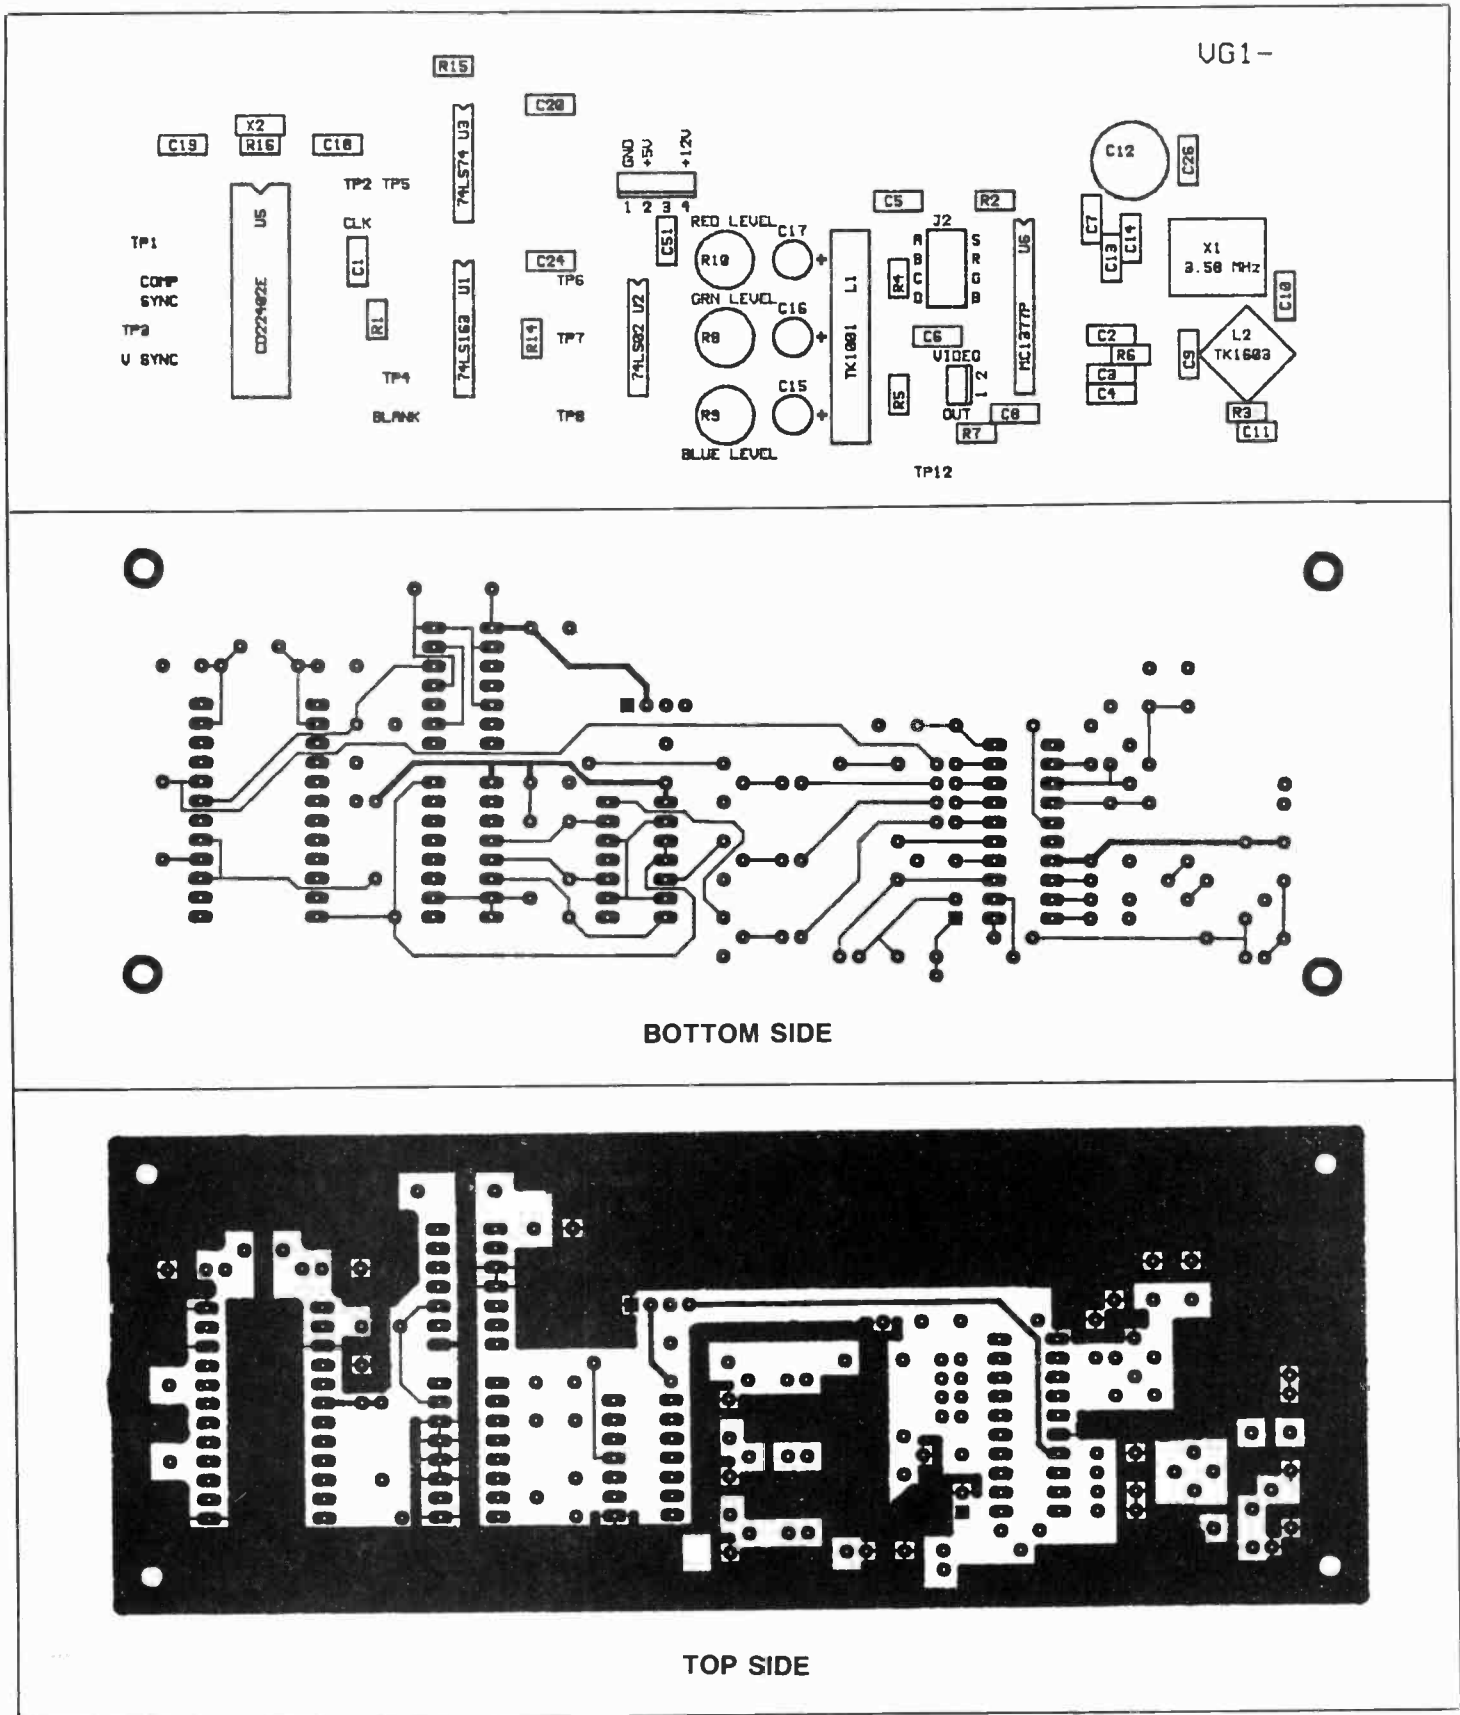 VG1-
R15
C20
X2
C19
R16
C18
74LS74 U3
GND
+5V
+12V
C12
C26
TP2 TP5
U5
CD22402E
CLK
C1
1 2 3 4
C51
RED LEVEL
C17
R10
+
C5
R2
J2
A S
B R
C G
D B
R4
C7
C14
C13
X1
3.58 MHz
C10
TP1
COMP
SYNC
TP3
V SYNC
R1
74LS163 U1
C24
TP6
R14
TP7
74LS02 U2
GRN LEVEL
C16
R8
+
L1
TK1001
C6
VIDEO
1 2
OUT
U6
MC1377P
C2
R6
C3
C4
C9
L2
TK1603
TP4
BLANK
TP8
C15
R9
+
BLUE LEVEL
R5
C8
R7
R3
C11
TP12
BOTTOM SIDE
TOP SIDE